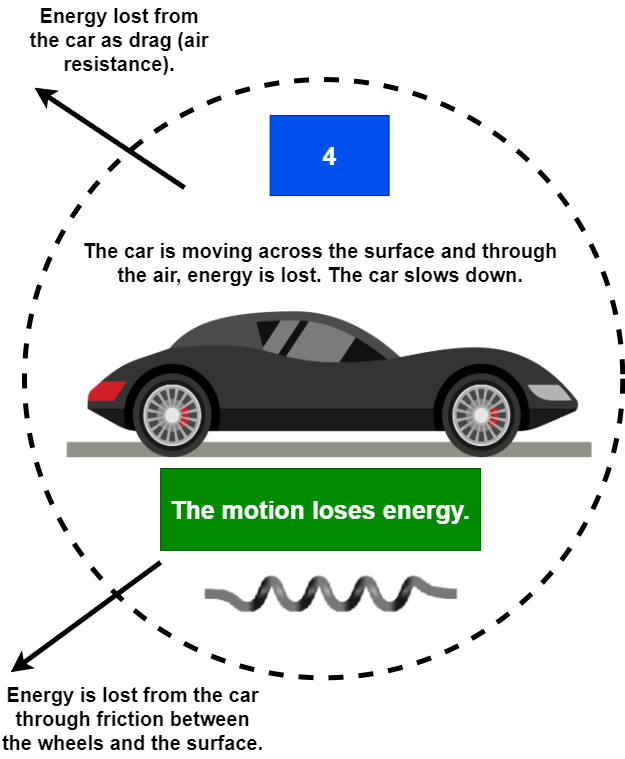 Energy lost from
the car as drag (air
resistance).
4
The car is moving across the surface and through
the air, energy is lost. The car slows down.
The motion loses energy.
Energy is lost from the car
through friction between
the wheels and the surface.